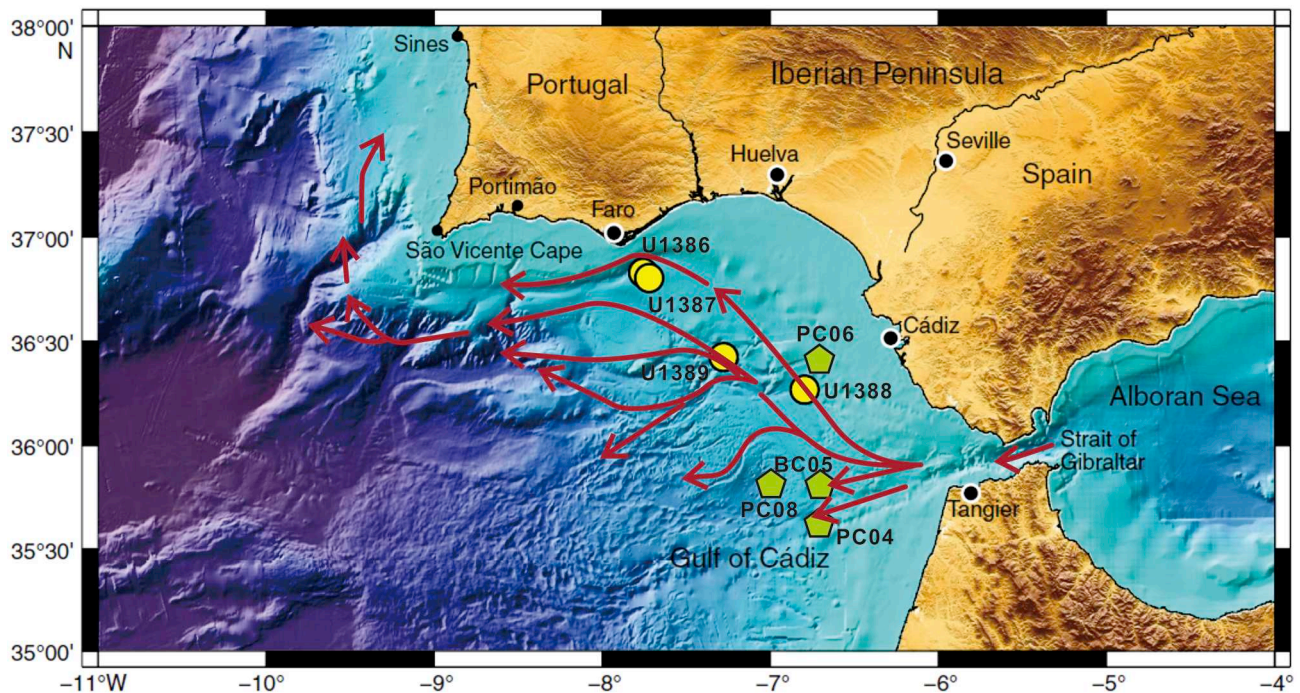 38°00'
N
37°30'
37°00'
36°30'
36°00'
35°30'
35°00'
−11°W
−10°
−9°
−8°
−7°
−6°
−5°
−4°
Sines
Portugal
Iberian Peninsula
Seville
Huelva
Spain
Portimão
Faro
São Vicente Cape
U1386
U1387
PC06
Cádiz
U1389
U1388
Alboran Sea
Strait of
Gibraltar
BC05
PC08
Tangier
PC04
Gulf of Cádiz